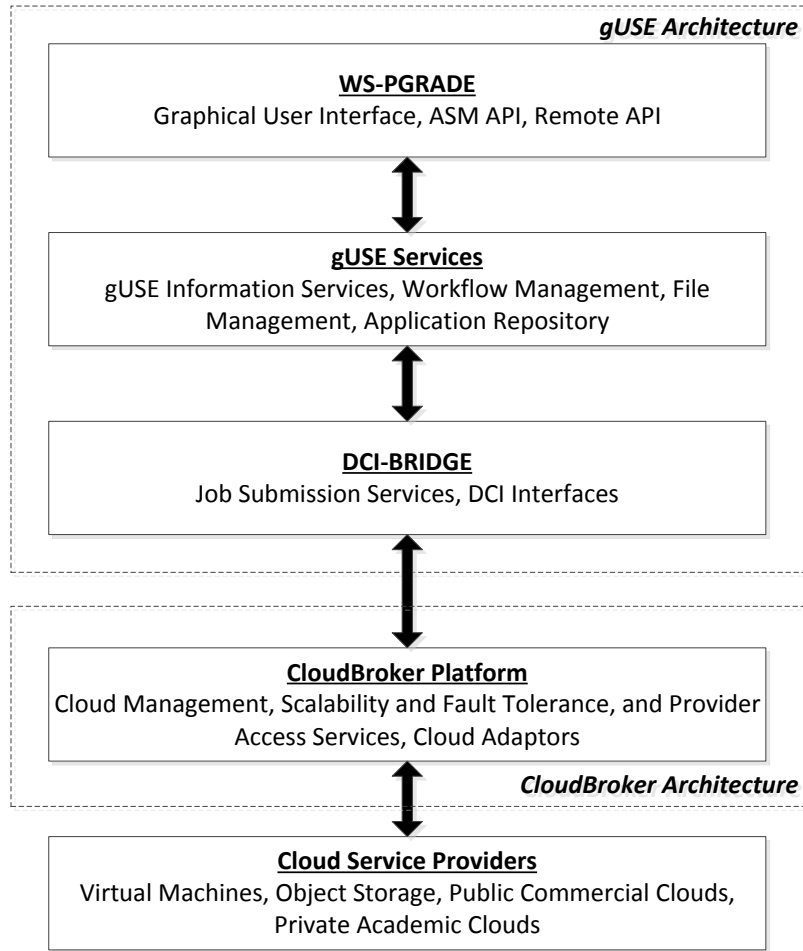 gUSE Architecture
WS-PGRADE
Graphical User Interface, ASM API, Remote API
gUSE Services
gUSE Information Services, Workflow Management, File
Management, Application Repository
DCI-BRIDGE
Job Submission Services, DCI Interfaces
CloudBroker Platform
Cloud Management, Scalability and Fault Tolerance, and Provider
Access Services, Cloud Adaptors
CloudBroker Architecture
Cloud Service Providers
Virtual Machines, Object Storage, Public Commercial Clouds,
Private Academic Clouds